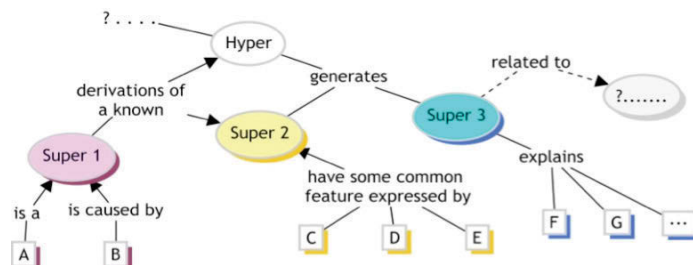 ? . . . .
Hyper
related to
generates
derivations of
a known
?.......
Super 3
Super 2
Super 1
explains
have some common
feature expressed by
is a
is caused by
F
G
...
C
D
E
A
B